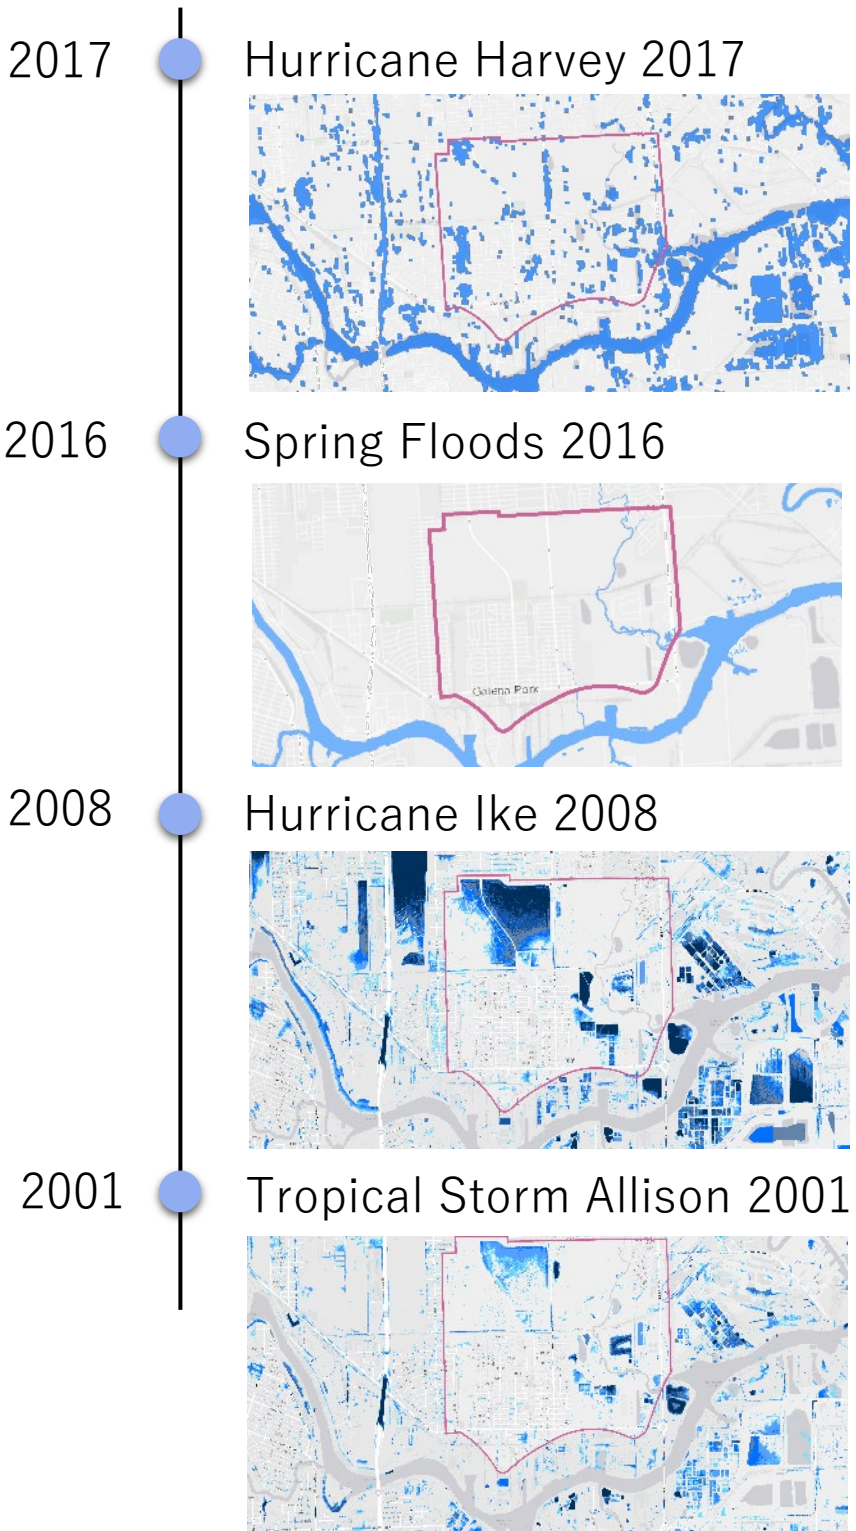 2017
Hurricane Harvey 2017
2016
Spring Floods 2016
Galena Park
2008
Hurricane Ike 2008
2001
Tropical Storm Allison 2001